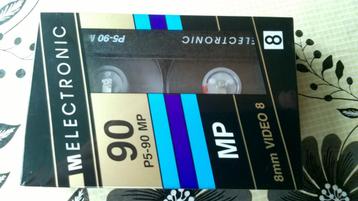 MELECTRONIC
90
P5-90 MP
MP
8mm VIDEO 8
P5-90 M
ELECTRONIC
8